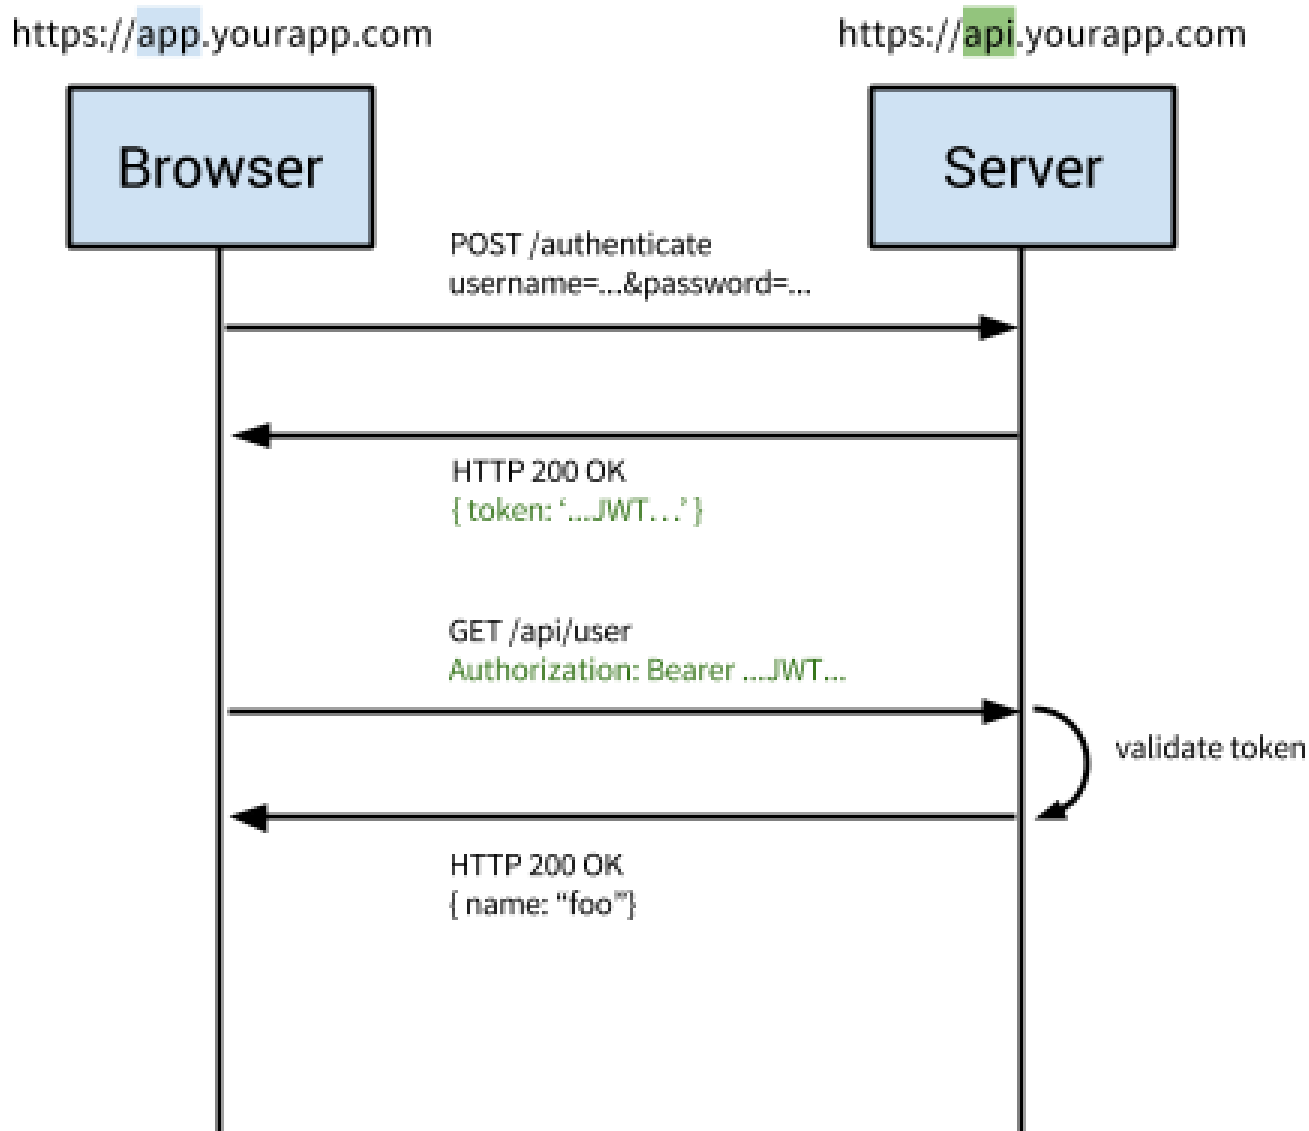 https://app.yourapp.com
https://api.yourapp.com
Browser
Server
POST /authenticate
username=...&password=...
HTTP 200 OK
{ token: ‘....JWT…’ }
GET /api/user
Authorization: Bearer ....JWT...
validate token
HTTP 200 OK
{ name: “foo”}